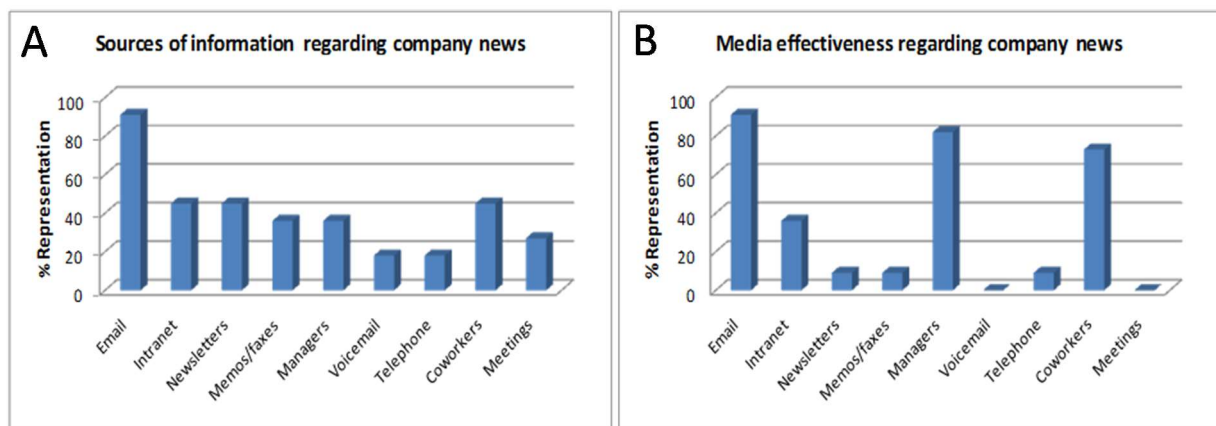 A
Sources of information regarding company news
% Representation
100
80
60
40
20
0
Email
Intranet
Newsletters
Memos/faxes
Managers
Voicemail
Telephone
Coworkers
Meetings
B
Media effectiveness regarding company news
% Representation
100
80
60
40
20
0
Email
Intranet
Newsletters
Memos/faxes
Managers
Voicemail
Telephone
Coworkers
Meetings